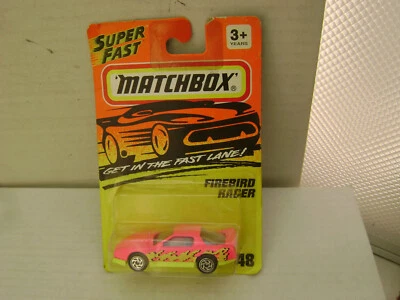 SUPER
FAST
3+
YEARS
MATCHBOX®
GET IN THE FAST LANE!
FIREBIRD
RACER
48